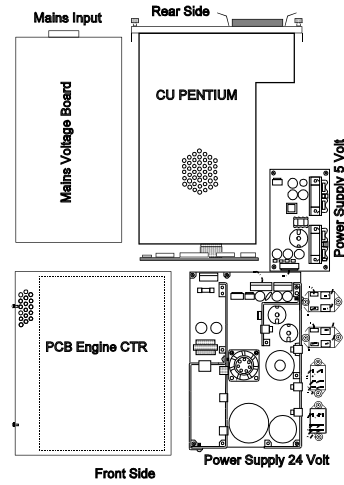 Mains Input
Rear Side
Mains Voltage Board
CU PENTIUM
Power Supply 5 Volt
PCB Engine CTR
Power Supply 24 Volt
Front Side